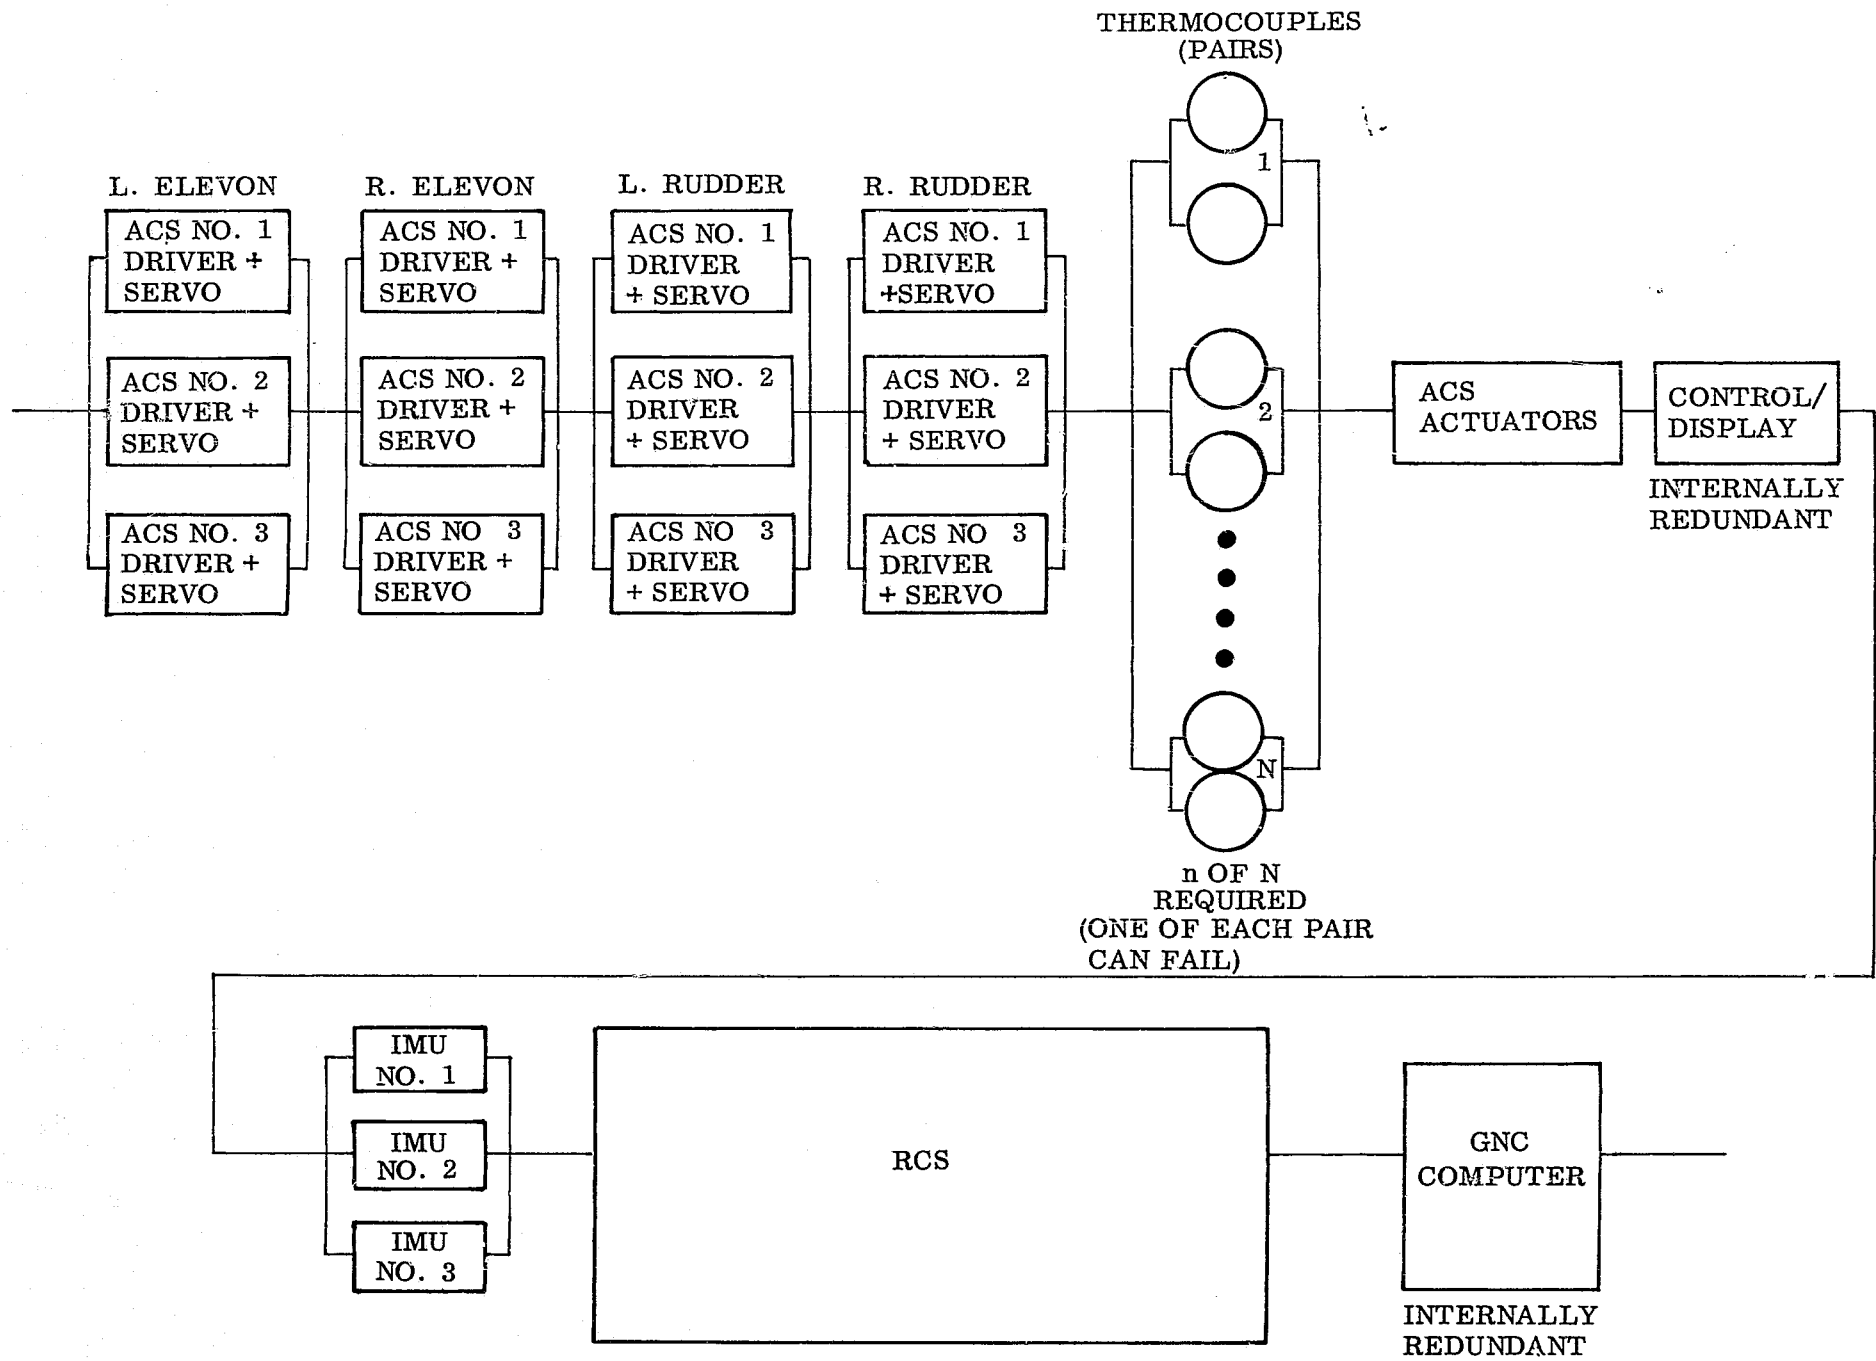 THERMOCOUPLES
(PAIRS)
1
2
N
n OF N
REQUIRED
(ONE OF EACH PAIR
CAN FAIL)
L. ELEVON
ACS NO. 1
DRIVER +
SERVO
ACS NO. 2
DRIVER +
SERVO
ACS NO. 3
DRIVER +
SERVO
R. ELEVON
ACS NO. 1
DRIVER +
SERVO
ACS NO. 2
DRIVER +
SERVO
ACS NO 3
DRIVER +
SERVO
L. RUDDER
ACS NO. 1
DRIVER
+ SERVO
ACS NO. 2
DRIVER
+ SERVO
ACS NO 3
DRIVER
+ SERVO
R. RUDDER
ACS NO. 1
DRIVER
+SERVO
ACS NO. 2
DRIVER
+ SERVO
ACS NO 3
DRIVER
+ SERVO
ACS
ACTUATORS
CONTROL/
DISPLAY
INTERNALLY
REDUNDANT
IMU
NO. 1
IMU
NO. 2
IMU
NO. 3
RCS
GNC
COMPUTER
INTERNALLY
REDUNDANT